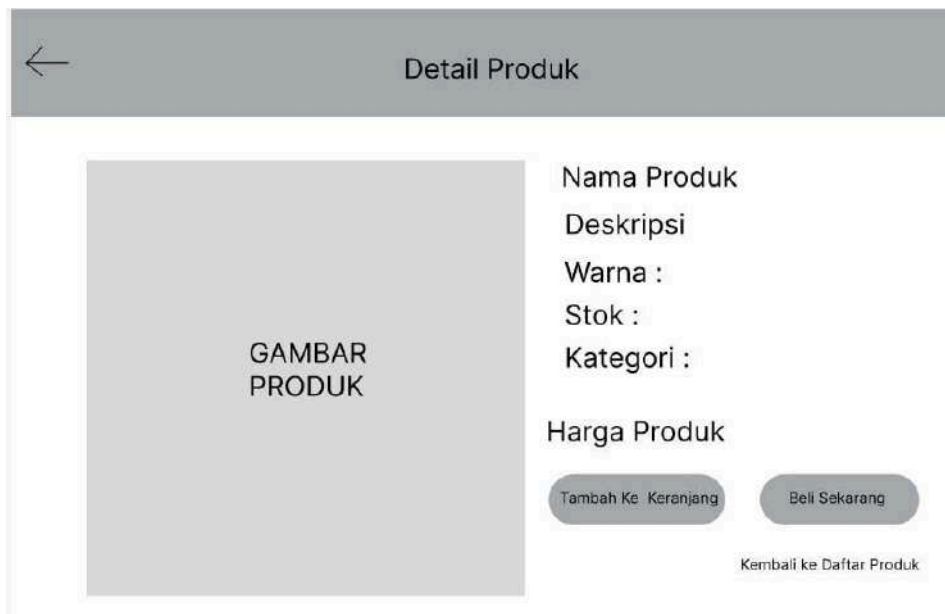 Detail Produk
GAMBAR
PRODUK
Nama Produk
Deskripsi
Warna :
Stok :
Kategori :
Harga Produk
Tambah Ke Keranjang
Beli Sekarang
Kembali ke Daftar Produk